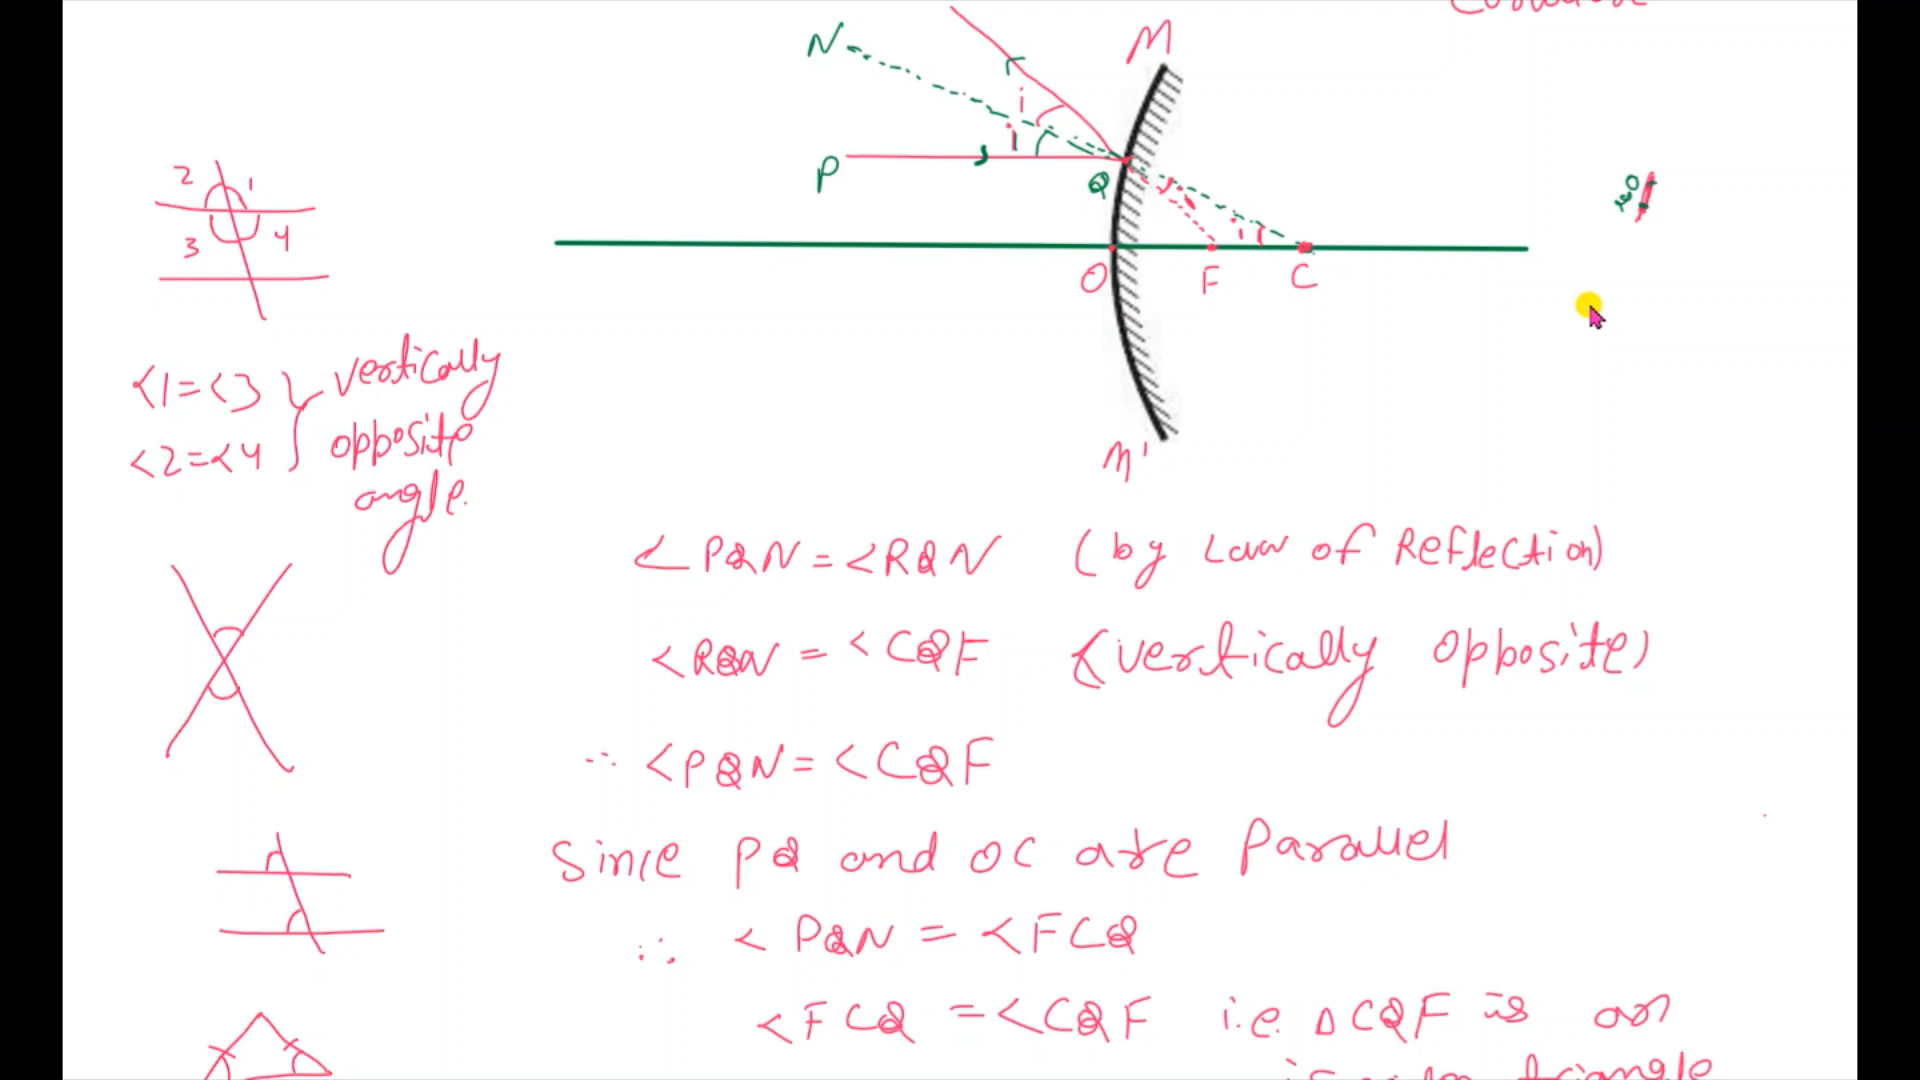 N
M
i
i
P
Q
i
i
O
F
C
M'
2
1
3
4
<1=<3
<2=<4
vertically
opposite
angle.
<PQN=<RQN (by Law of Reflection)
<RQN = <CQF (vertically opposite)
∴ <PQN=<CQF
Since PQ and OC are Parallel
∴ <PQN = <FCQ
<FCQ =<CQF i.e. ΔCQF is an
triangle